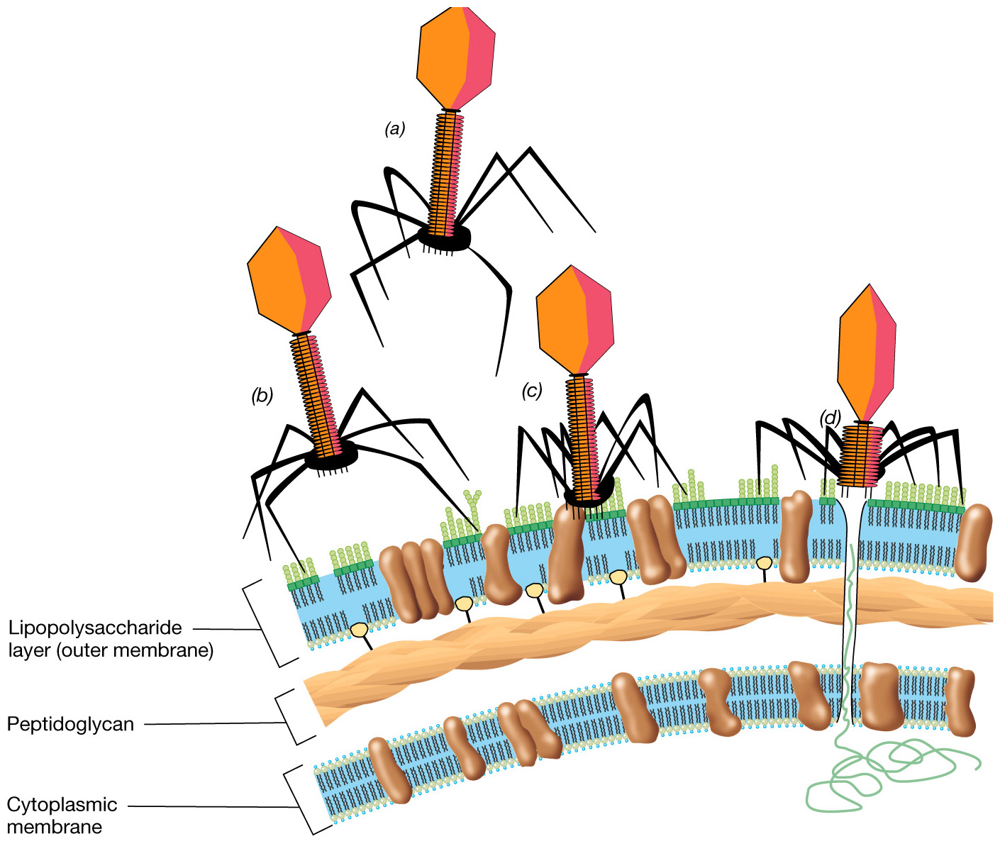 (a)
(b)
(c)
(d)
Lipopolysaccharide
layer (outer membrane)
Peptidoglycan
Cytoplasmic
membrane